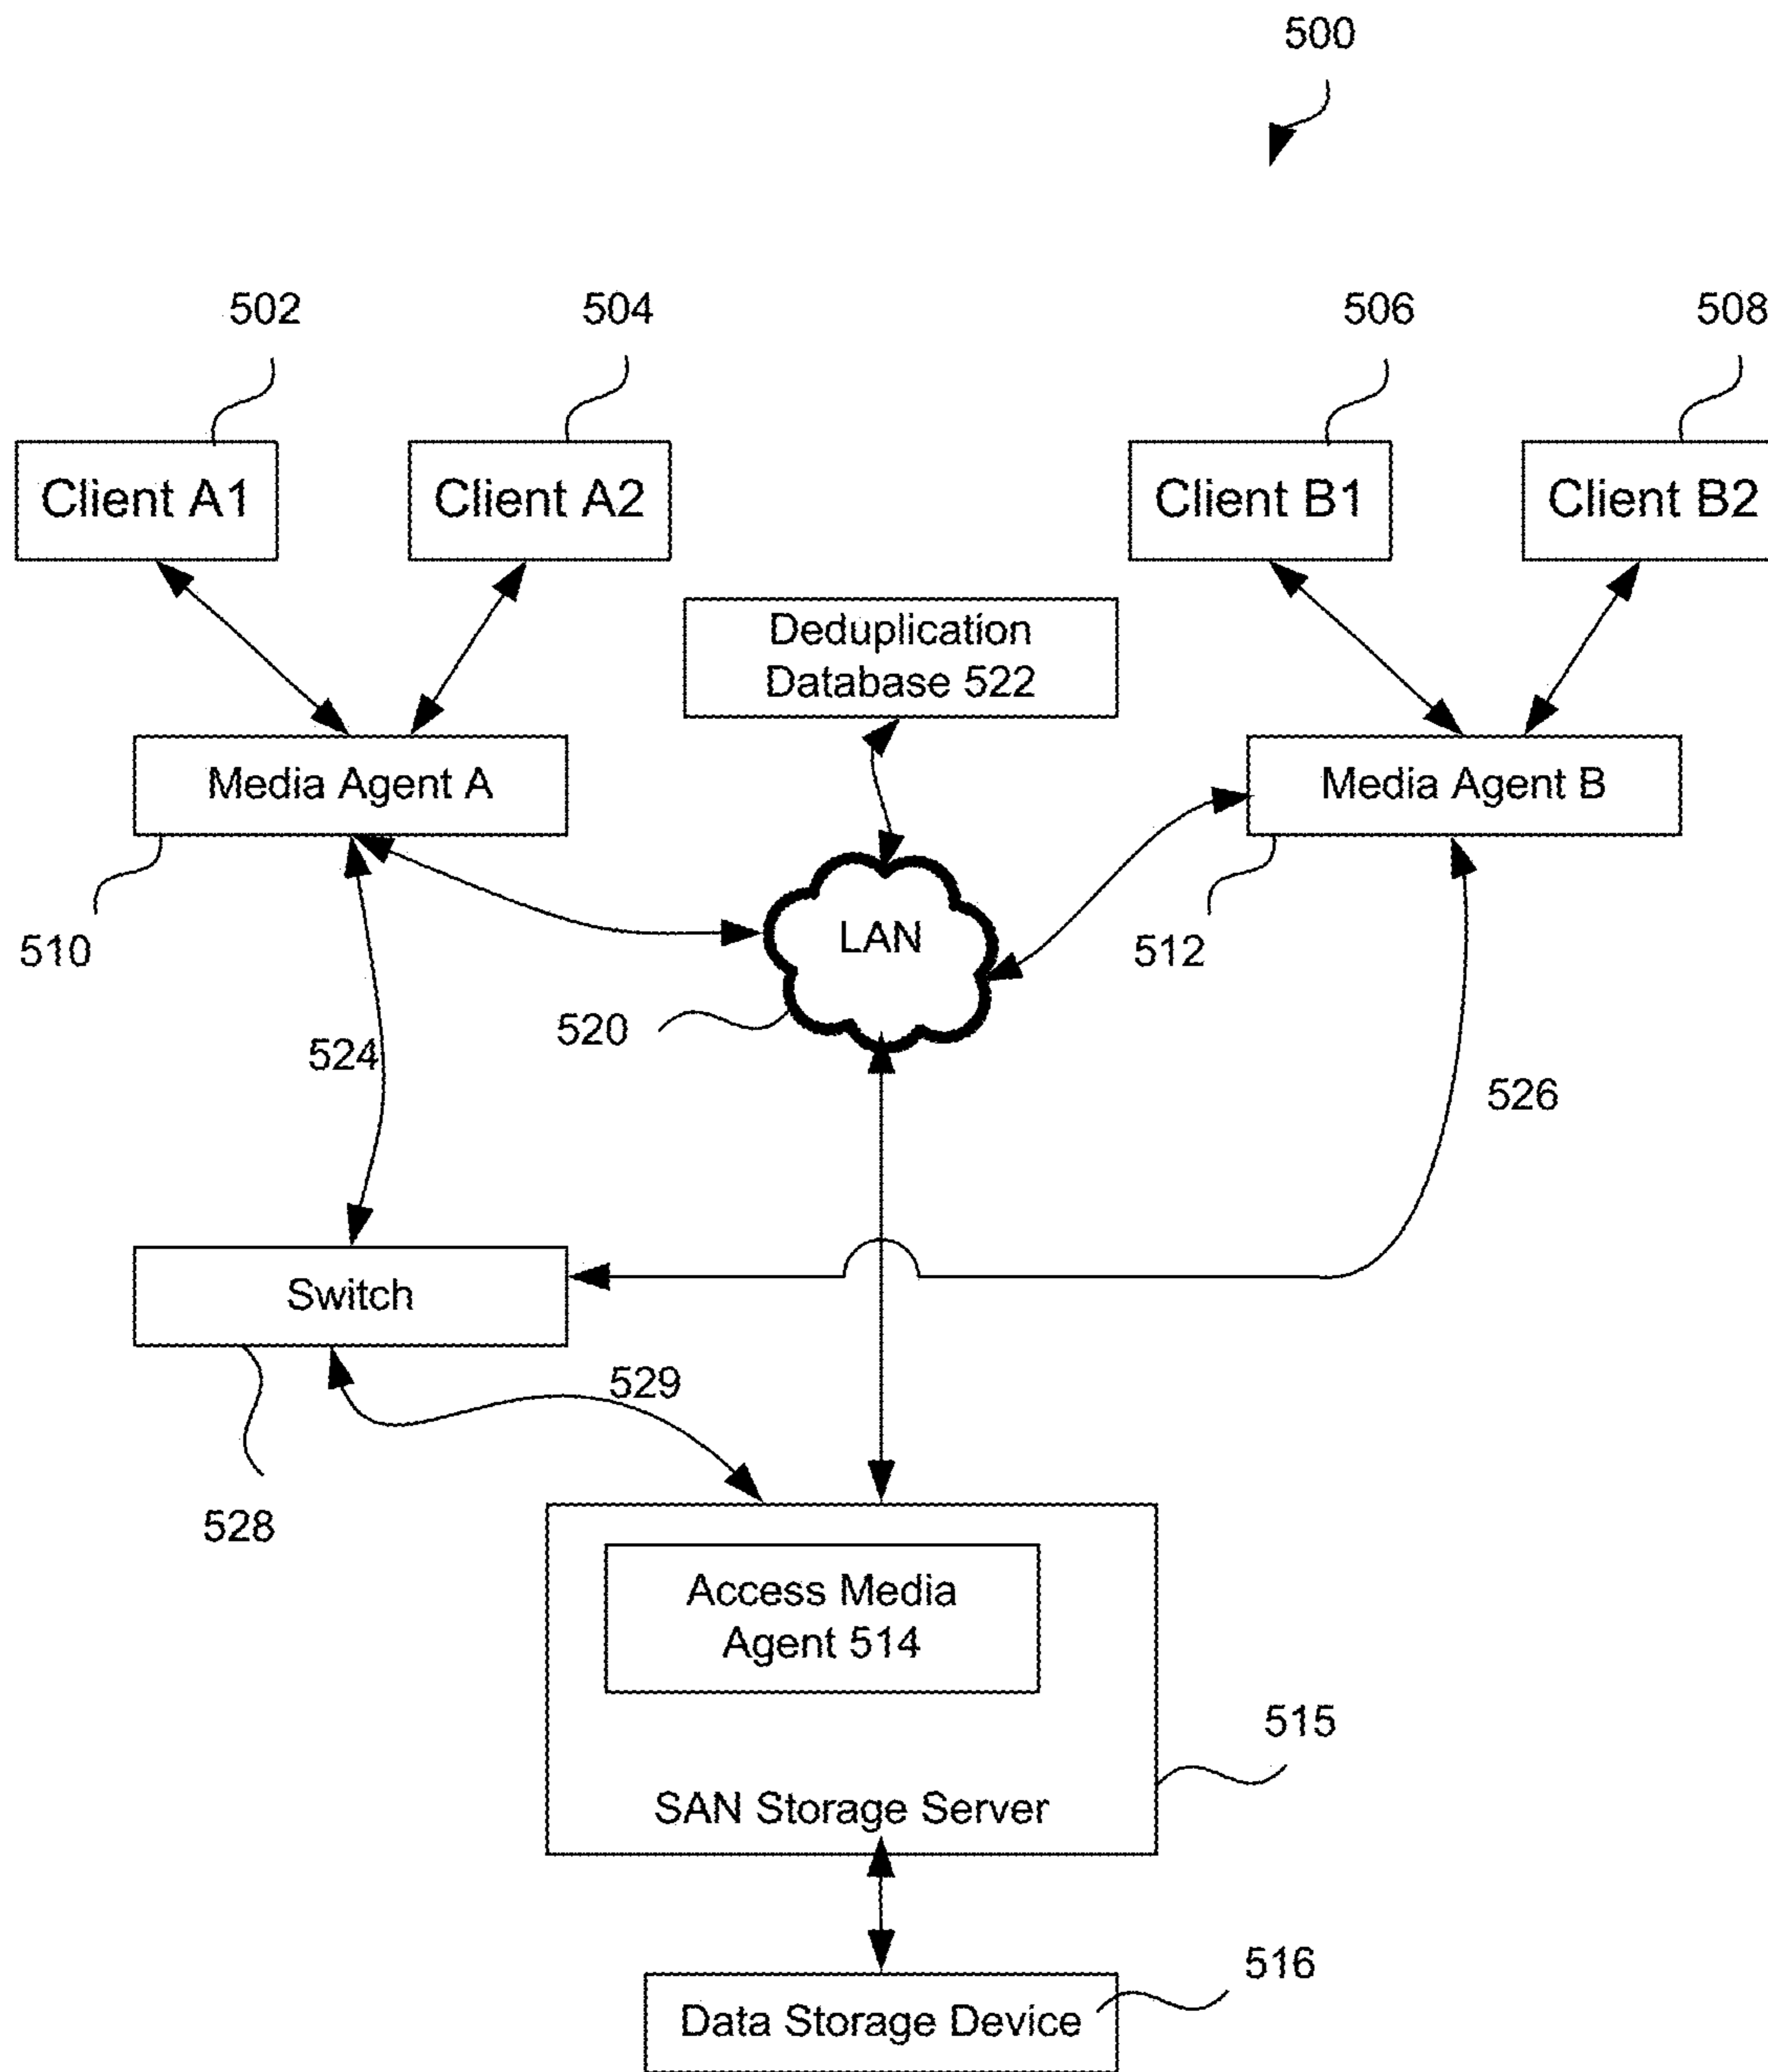 500
502
504
506
508
Client A1
Client A2
Client B1
Client B2
Deduplication
Database 522
Media Agent A
Media Agent B
LAN
510
512
520
524
526
Switch
529
528
Access Media
Agent 514
515
SAN Storage Server
516
Data Storage Device